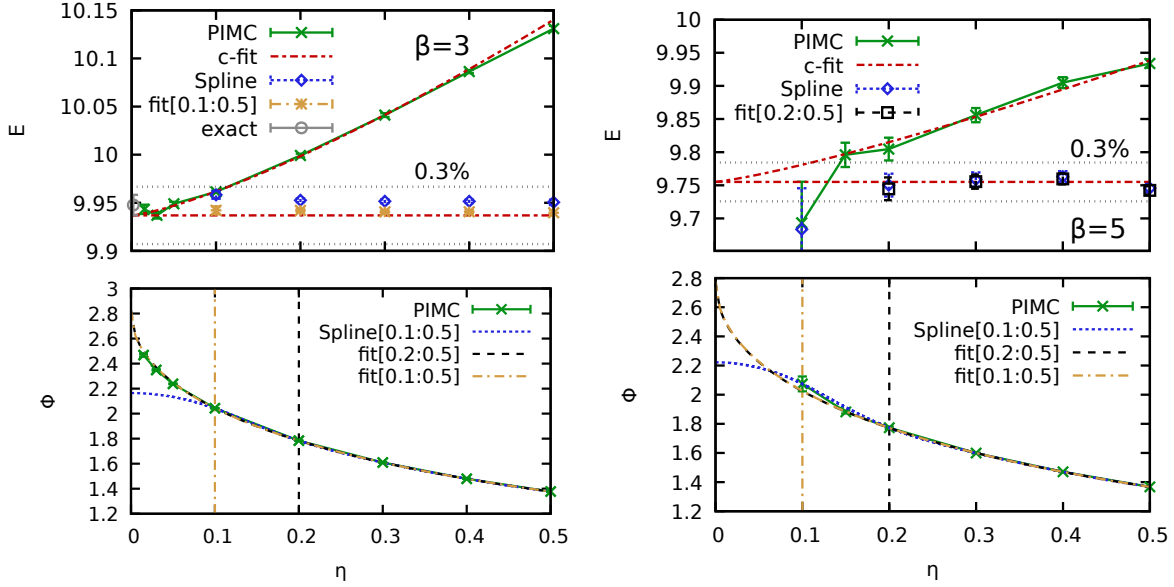 10.15
10.1
10.05
10
9.95
9.9
E
PIMC
c-fit
Spline
fit[0.1:0.5]
exact
β=3
0.3%
10
9.95
9.9
9.85
9.8
9.75
9.7
E
PIMC
c-fit
Spline
fit[0.2:0.5]
0.3%
β=5
3
2.8
2.6
2.4
2.2
2
1.8
1.6
1.4
1.2
Φ
PIMC
Spline[0.1:0.5]
fit[0.2:0.5]
fit[0.1:0.5]
0 0.1 0.2 0.3 0.4 0.5
η
2.8
2.6
2.4
2.2
2
1.8
1.6
1.4
1.2
Φ
PIMC
Spline[0.1:0.5]
fit[0.2:0.5]
fit[0.1:0.5]
0 0.1 0.2 0.3 0.4 0.5
η